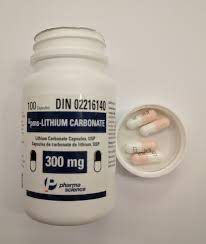 100 Capsules
DIN 02216140
pms-LITHIUM CARBONATE
Lithium Carbonate Capsules, USP
Capsules de carbonate de lithium, USP
300 mg
pharma
science